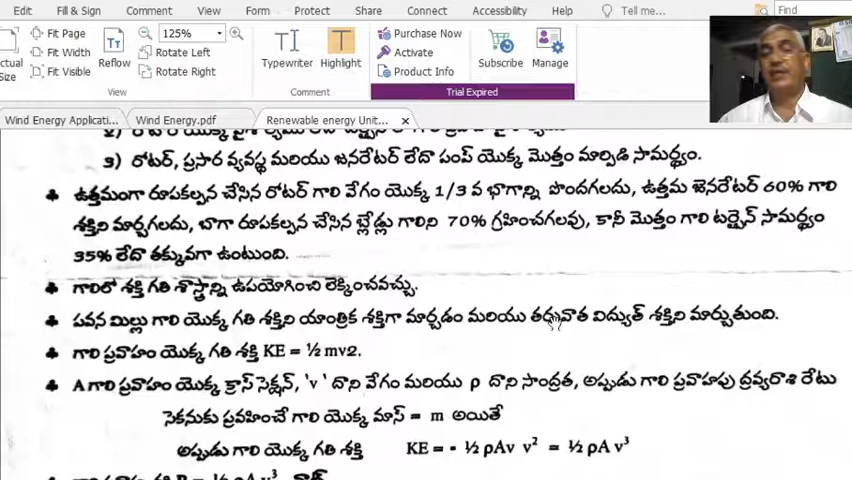 Edit Fill & Sign Comment View Form Protect Share Connect Accessibility Help Tell me... Find
Fit Page 125% Purchase Now
Actual Size Fit Width Reflow Rotate Left Typewriter Highlight Activate Subscribe Manage
Fit Visible Rotate Right Product Info
View Comment Trial Expired
Wind Energy Applicati... Wind Energy.pdf Renewable energy Unit... ×
3) రోటర్, ప్రసార వ్యవస్థ మరియు జనరేటర్ లేదా పంప్ యొక్క మొత్తం మార్పిడి సామర్థ్యం.
ఉత్తమంగా రూపకల్పన చేసిన రోటర్ గాలి వేగం యొక్క 1/3 వ భాగాన్ని పొందగలదు, ఉత్తమ జెనరేటర్ 60% గాలి
శక్తిని మార్చగలదు, బాగా రూపకల్పన చేసిన బ్లేడ్లు గాలిని 70% గ్రహించగలవు, కానీ మొత్తం గాలి టర్బైన్ సామర్థ్యం
35% లేదా తక్కువగా ఉంటుంది.
గాలిలో శక్తి గతి శాస్త్రాన్ని ఉపయోగించి లెక్కించవచ్చు.
పవన మిల్లు గాలి యొక్క గతి శక్తిని యాంత్రిక శక్తిగా మార్చడం మరియు తర్వాత విద్యుత్ శక్తిని మార్చుతుంది.
గాలి ప్రవాహం యొక్క గతి శక్తి KE = ½ mv2.
A గాలి ప్రవాహం యొక్క క్రాస్ సెక్షన్, 'v' దాని వేగం మరియు ρ దాని సాంద్రత, అప్పుడు గాలి ప్రవాహపు ద్రవ్యరాశి రేటు
సెకనుకు ప్రవహించే గాలి యొక్క మాస్ = m అయితే
అప్పుడు గాలి యొక్క గతి శక్తి KE = - ½ ρAv v² = ½ ρA v³